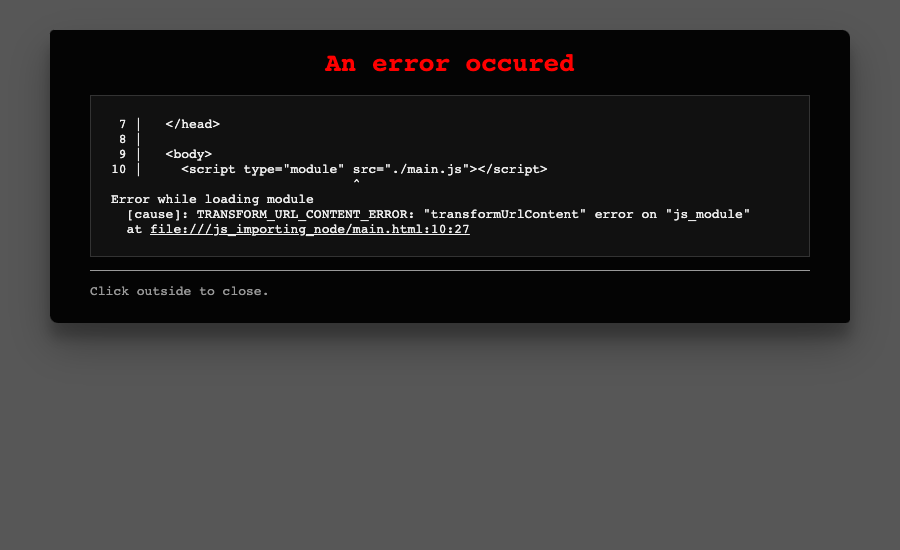 An error occured
 7 |   </head>
 8 |
 9 |   <body>
10 |     <script type="module" src="./main.js"></script>
                               ^
Error while loading module
  [cause]: TRANSFORM_URL_CONTENT_ERROR: "transformUrlContent" error on "js_module"
  at file:///js_importing_node/main.html:10:27
Click outside to close.